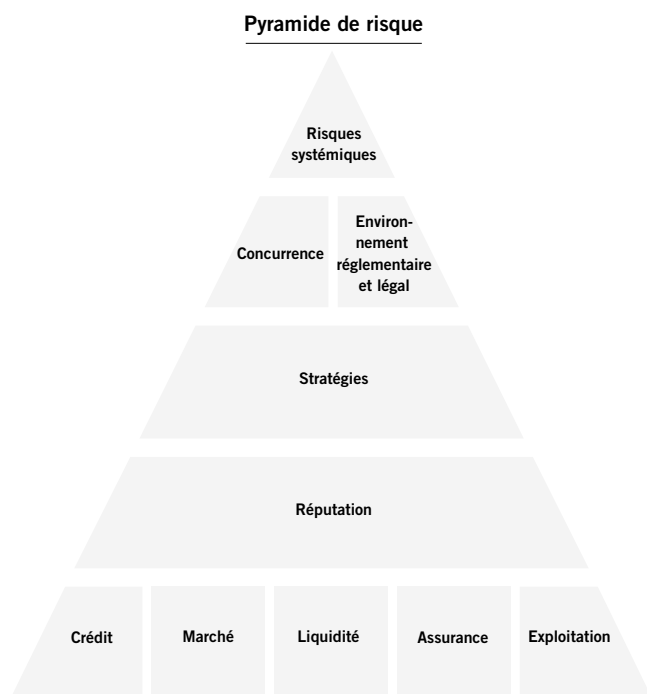 Pyramide de risque
Risques
systémiques
Concurrence
Environ-
nement
réglementaire
et légal
Stratégies
Réputation
Crédit
Marché
Liquidité
Assurance
Exploitation